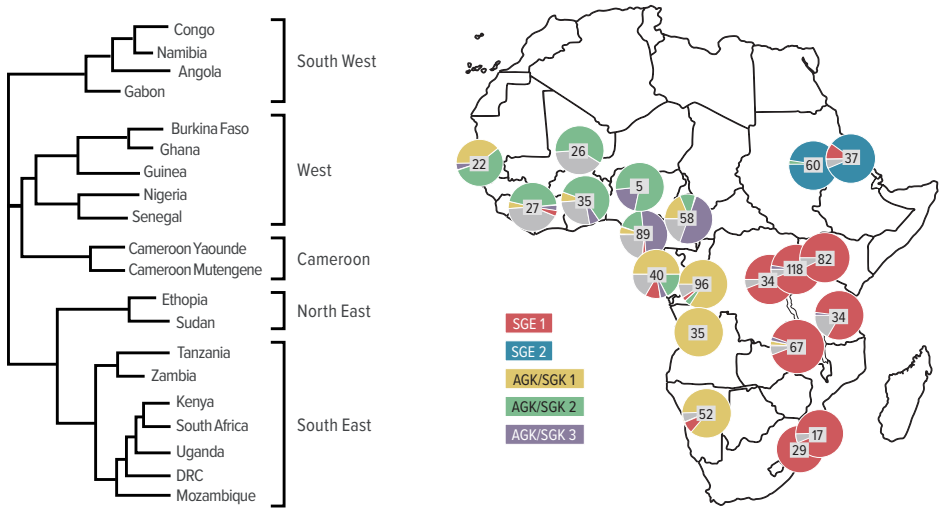 Congo
Namibia
Angola
Gabon
South West
Burkina Faso
Ghana
Guinea
Nigeria
Senegal
West
Cameroon Yaounde
Cameroon Mutengene
Cameroon
Ethopia
Sudan
North East
Tanzania
Zambia
Kenya
South Africa
Uganda
DRC
Mozambique
South East
22
26
27
35
5
58
89
40
96
35
52
60
37
34
118
82
34
67
17
29
SGE 1
SGE 2
AGK/SGK 1
AGK/SGK 2
AGK/SGK 3